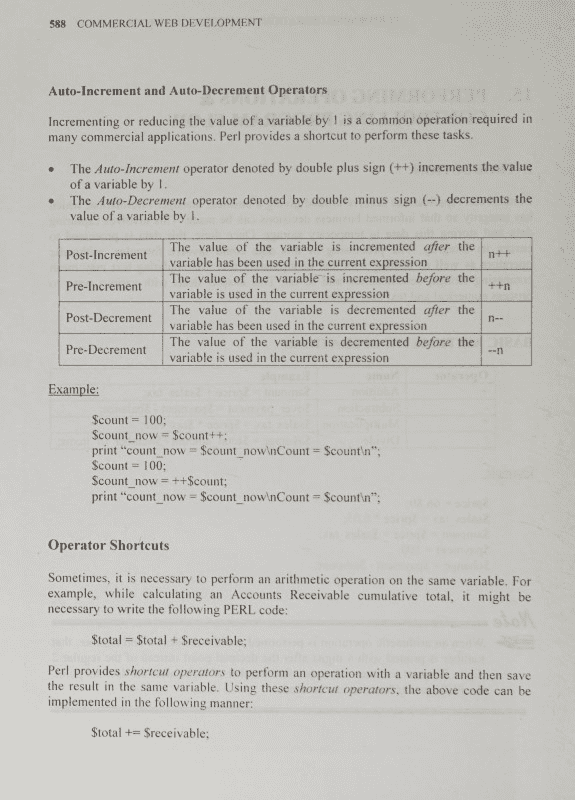 588 COMMERCIAL WEB DEVELOPMENT
Auto-Increment and Auto-Decrement Operators
Incrementing or reducing the value of a variable by 1 is a common operation required in
many commercial applications. Perl provides a shortcut to perform these tasks.
• The Auto-Increment operator denoted by double plus sign (++) increments the value
of a variable by 1.
• The Auto-Decrement operator denoted by double minus sign (--) decrements the
value of a variable by 1.
Post-Increment The value of the variable is incremented after the n++
variable has been used in the current expression
Pre-Increment The value of the variable is incremented before the ++n
variable is used in the current expression
Post-Decrement The value of the variable is decremented after the n--
variable has been used in the current expression
Pre-Decrement The value of the variable is decremented before the --n
variable is used in the current expression
Example:
$count = 100;
$count_now = $count++;
print “count_now = $count_now\nCount = $count\n”;
$count = 100;
$count_now = ++$count;
print “count_now = $count_now\nCount = $count\n”;
Operator Shortcuts
Sometimes, it is necessary to perform an arithmetic operation on the same variable. For
example, while calculating an Accounts Receivable cumulative total, it might be
necessary to write the following PERL code:
$total = $total + $receivable;
Perl provides shortcut operators to perform an operation with a variable and then save
the result in the same variable. Using these shortcut operators, the above code can be
implemented in the following manner:
$total += $receivable;